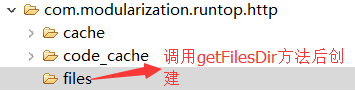 com.modularization.runtop.http
cache
code_cache
files
调用getFilesDir方法后创
建